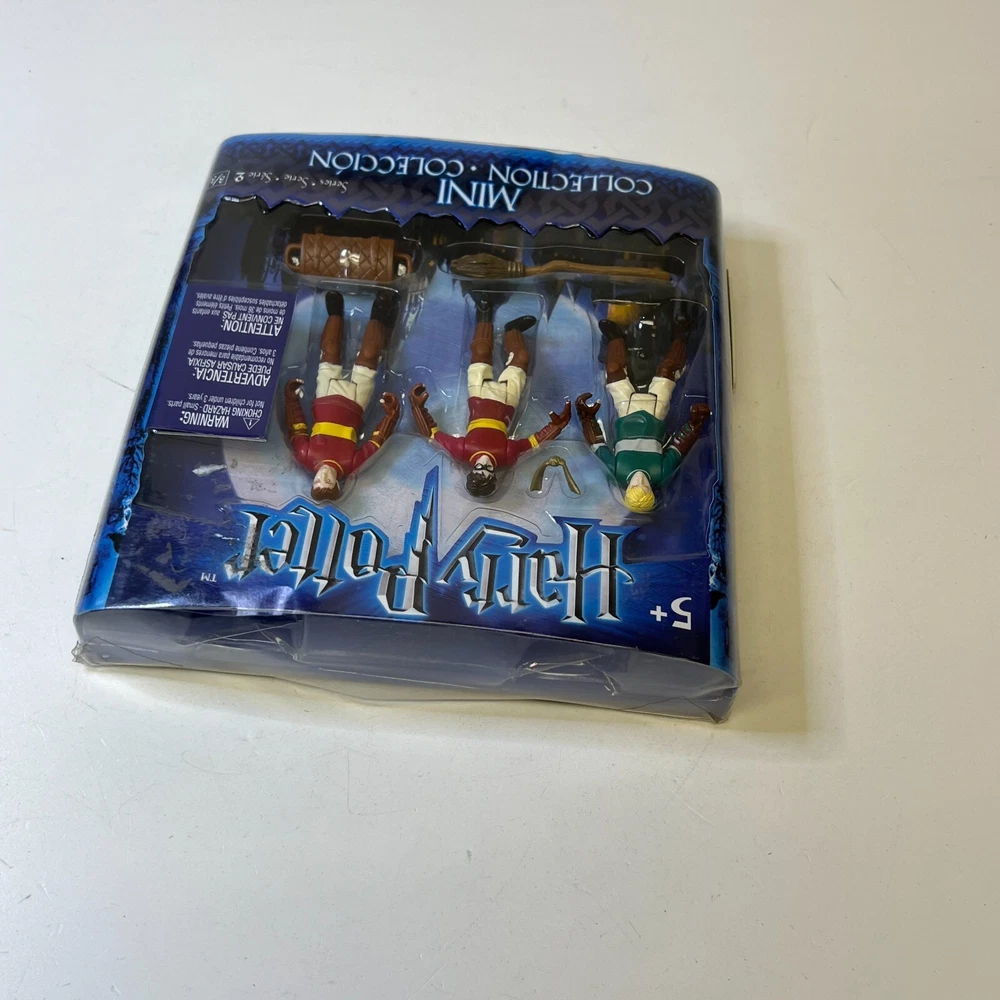 5+
Harry Potter™
WARNING:
CHOKING HAZARD - Small parts.
Not for children under 3 years.
ADVERTENCIA:
PUEDE CAUSAR ASFIXIA.
No recomendable para menores de
3 años. Contiene piezas pequeñas.
ATTENTION:
NE CONVIENT PAS aux enfants
de moins de 36 mois. Petits éléments
détachables susceptibles d'être avalés.
MINI
COLLECTION • COLECCIÓN
Series • Serie • Série 2